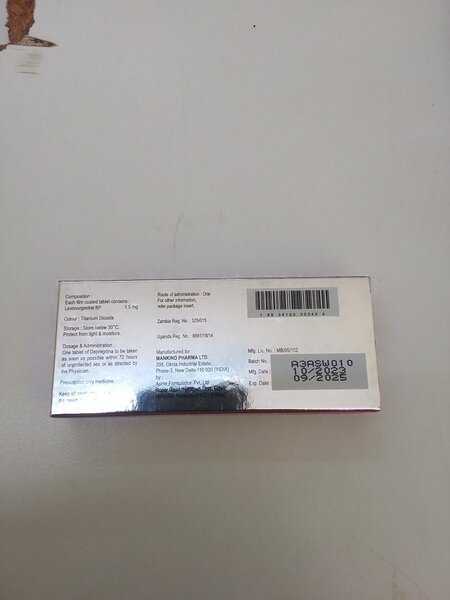 Composition :
Each film coated tablet contains :
Levonorgestrel BP 1.5 mg
Colour : Titanium Dioxide
Storage : Store below 30°C.
Protect from light & moisture.
Dosage & Administration :
One tablet of Depregdina to be taken
as soon as possible within 72 hours
of unprotected sex or as directed by
the Physician.
Prescription only medicine.
Keep all
Route of administration : Oral
For other information,
refer package insert.
Zambia Reg. No. : 325/015
Uganda Reg. No. : 8691/19/14
Manufactured for:
MANKIND PHARMA LTD.
208, Okhla Industrial Estate,
Phase-3, New Delhi-110 020 (INDIA)
Acme Formulation Pvt. Ltd.
Mfg. Lic. No. : MB/05/102
Batch No. A3ASW010
Mfg. Date : 10/2023
Exp. Date 09/2025